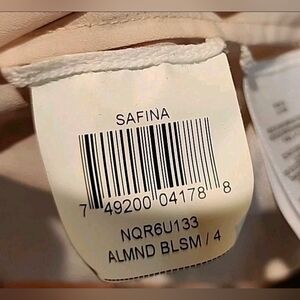 SAFINA
7 49200 04178 8
NQR6U133
ALMND BLSM / 4